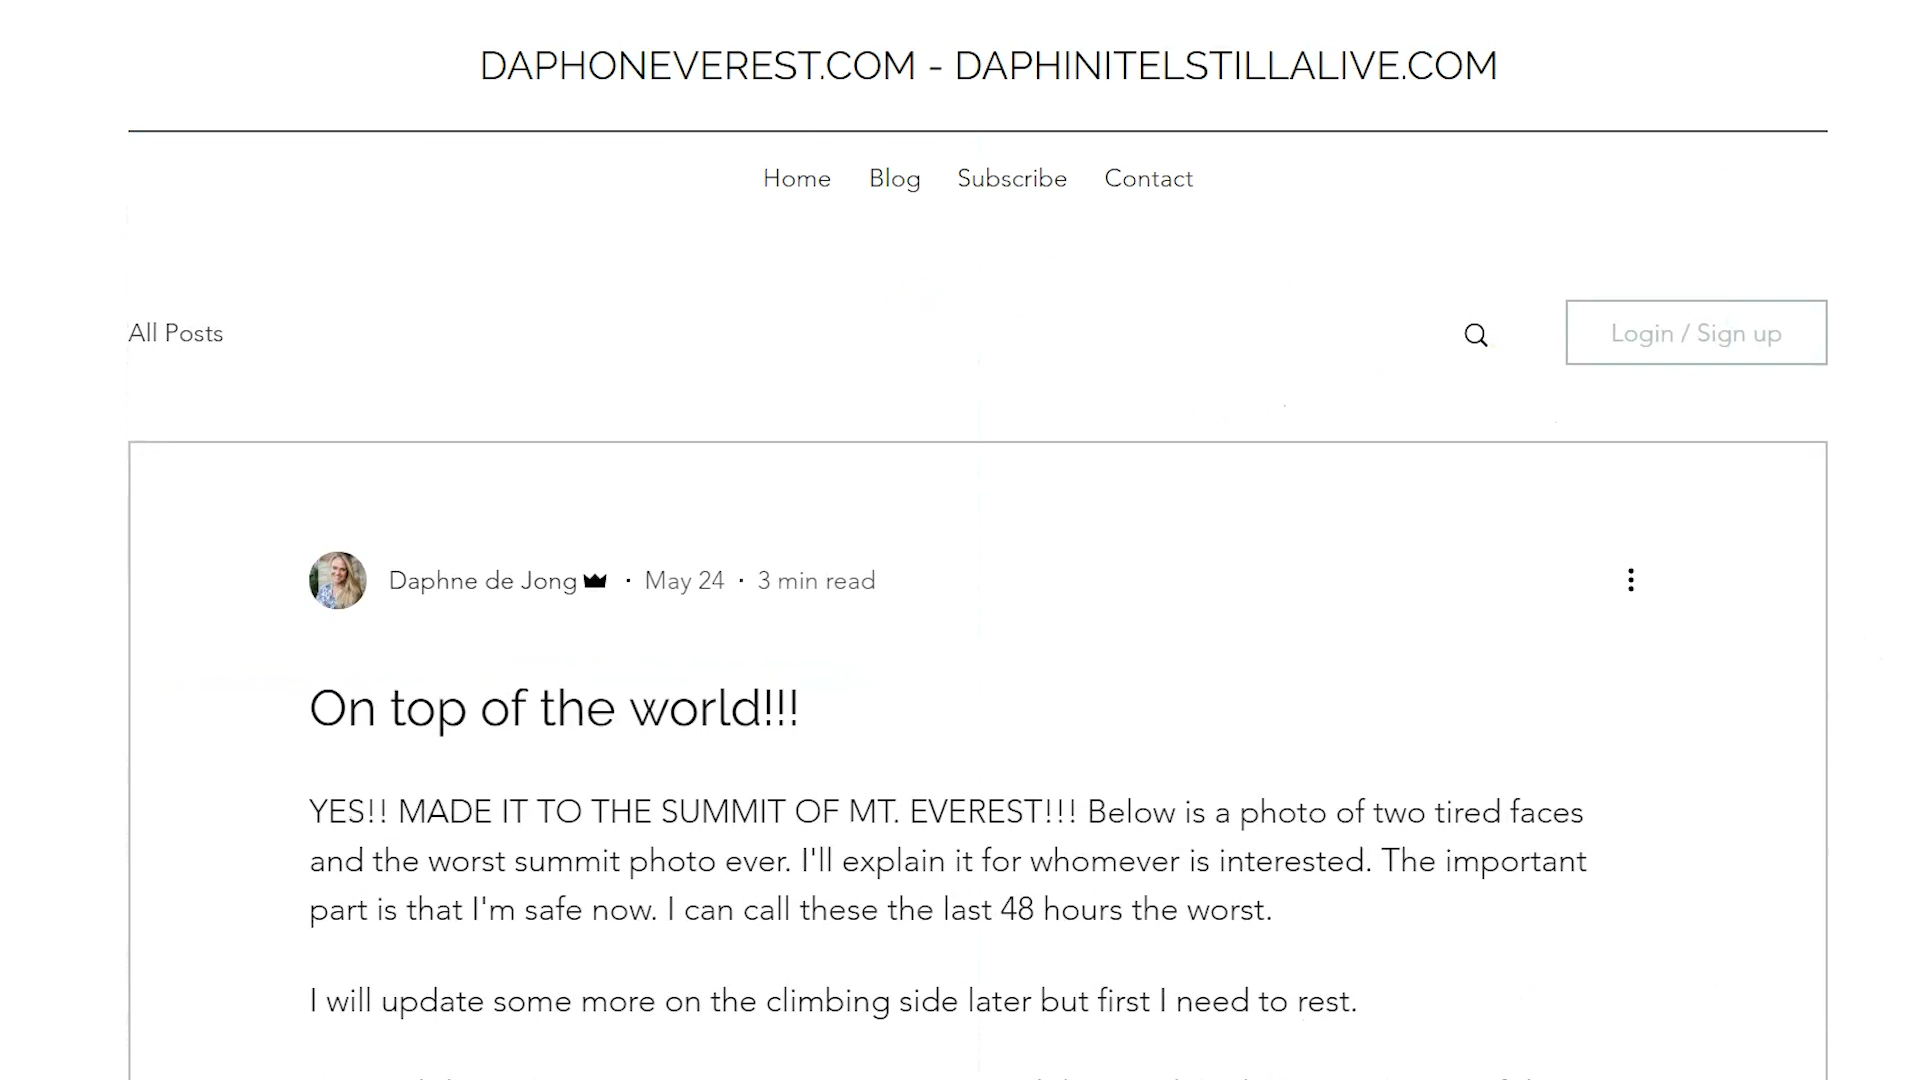 DAPHONEVEREST.COM - DAPHINITELSTILLALIVE.COM
Home Blog Subscribe Contact
All Posts
Login / Sign up
Daphne de Jong · May 24 · 3 min read
On top of the world!!!
YES!! MADE IT TO THE SUMMIT OF MT. EVEREST!!! Below is a photo of two tired faces
and the worst summit photo ever. I'll explain it for whomever is interested. The important
part is that I'm safe now. I can call these the last 48 hours the worst.
I will update some more on the climbing side later but first I need to rest.